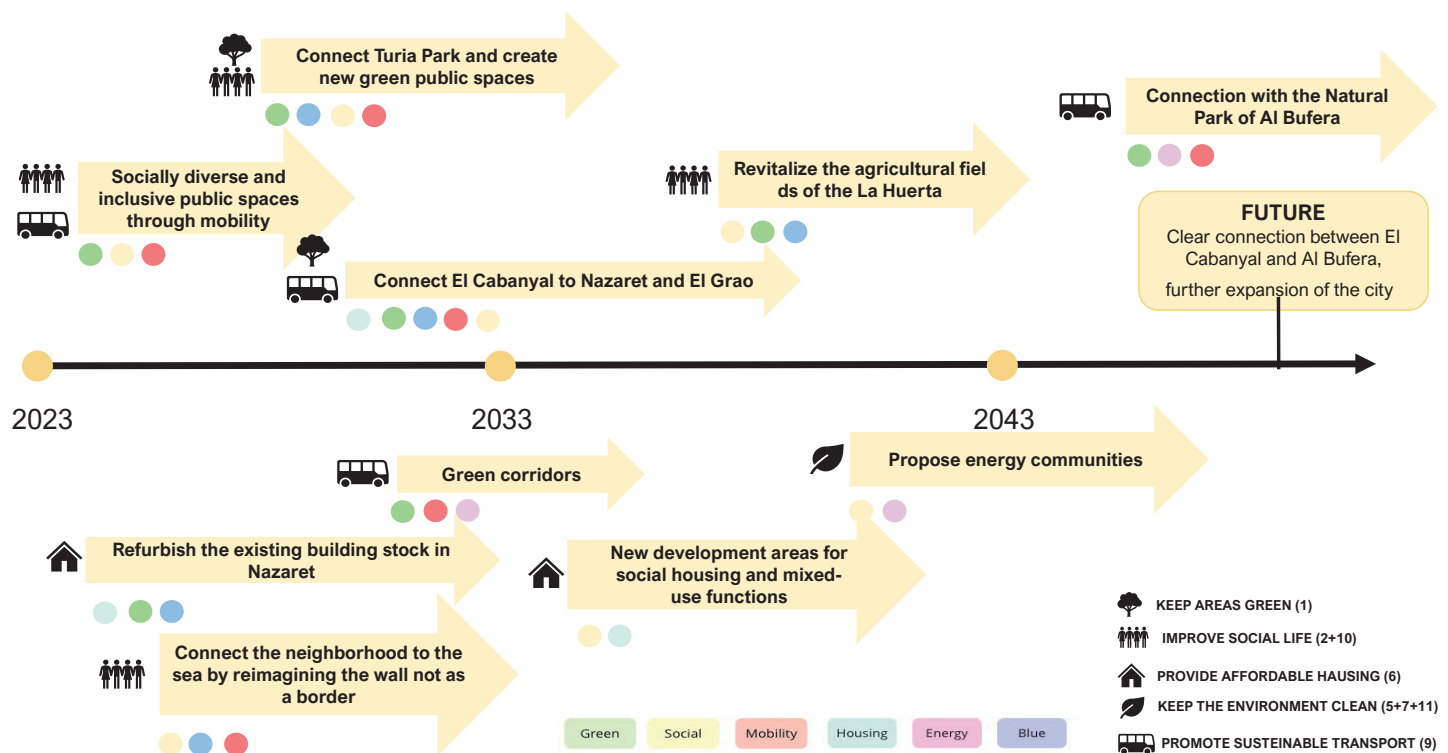 Connect Turia Park and create
new green public spaces
Connection with the Natural
Park of Al Bufera
Socially diverse and
inclusive public spaces
through mobility
Revitalize the agricultural fiel
ds of the La Huerta
FUTURE
Clear connection between El
Cabanyal and Al Bufera,
further expansion of the city
Connect El Cabanyal to Nazaret and El Grao
2023
2033
2043
Green corridors
Propose energy communities
Refurbish the existing building stock in
Nazaret
New development areas for
social housing and mixed-
use functions
Connect the neighborhood to the
sea by reimagining the wall not as
a border
KEEP AREAS GREEN (1)
IMPROVE SOCIAL LIFE (2+10)
PROVIDE AFFORDABLE HAUSING (6)
KEEP THE ENVIRONMENT CLEAN (5+7+11)
PROMOTE SUSTEINABLE TRANSPORT (9)
Green
Social
Mobility
Housing
Energy
Blue